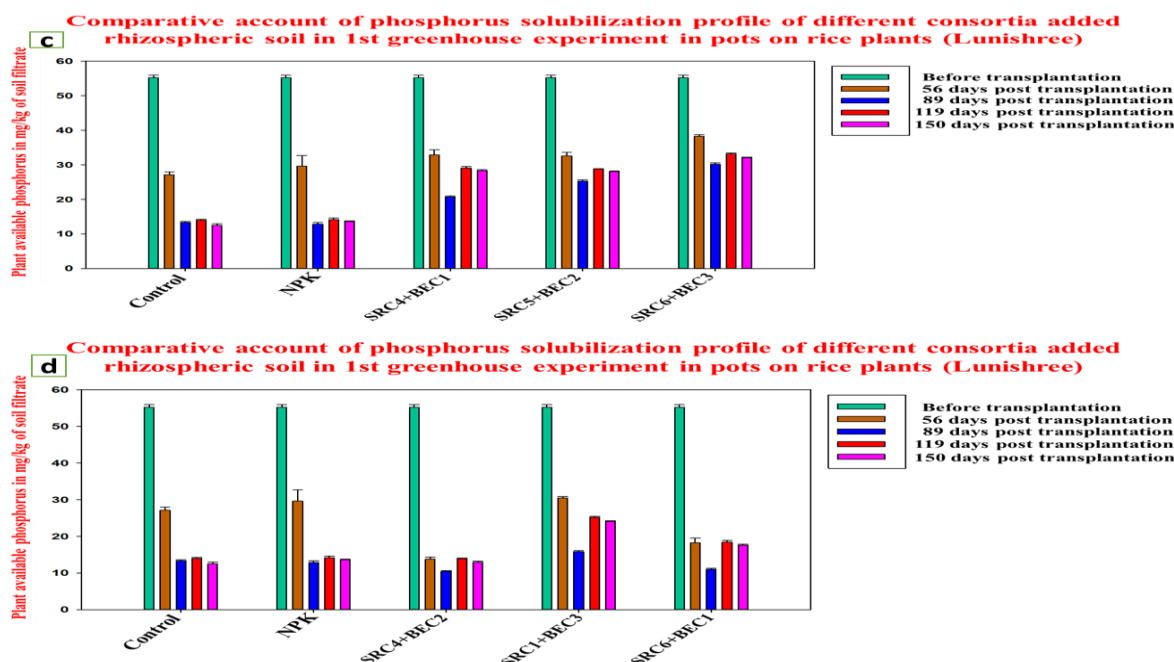 c
Comparative account of phosphorus solubilization profile of different consortia added
rhizospheric soil in 1st greenhouse experiment in pots on rice plants (Lunishree)
Plant available phosphorus in mg/kg of soil filtrate
60
50
40
30
20
10
0
Control
NPK
SRC4+BEC1
SRC5+BEC2
SRC6+BEC3
Before transplantation
56 days post transplantation
89 days post transplantation
119 days post transplantation
150 days post transplantation
d
Comparative account of phosphorus solubilization profile of different consortia added
rhizospheric soil in 1st greenhouse experiment in pots on rice plants (Lunishree)
Plant available phosphorus in mg/kg of soil filtrate
60
50
40
30
20
10
0
Control
NPK
SRC4+BEC2
SRC1+BEC3
SRC6+BEC1
Before transplantation
56 days post transplantation
89 days post transplantation
119 days post transplantation
150 days post transplantation